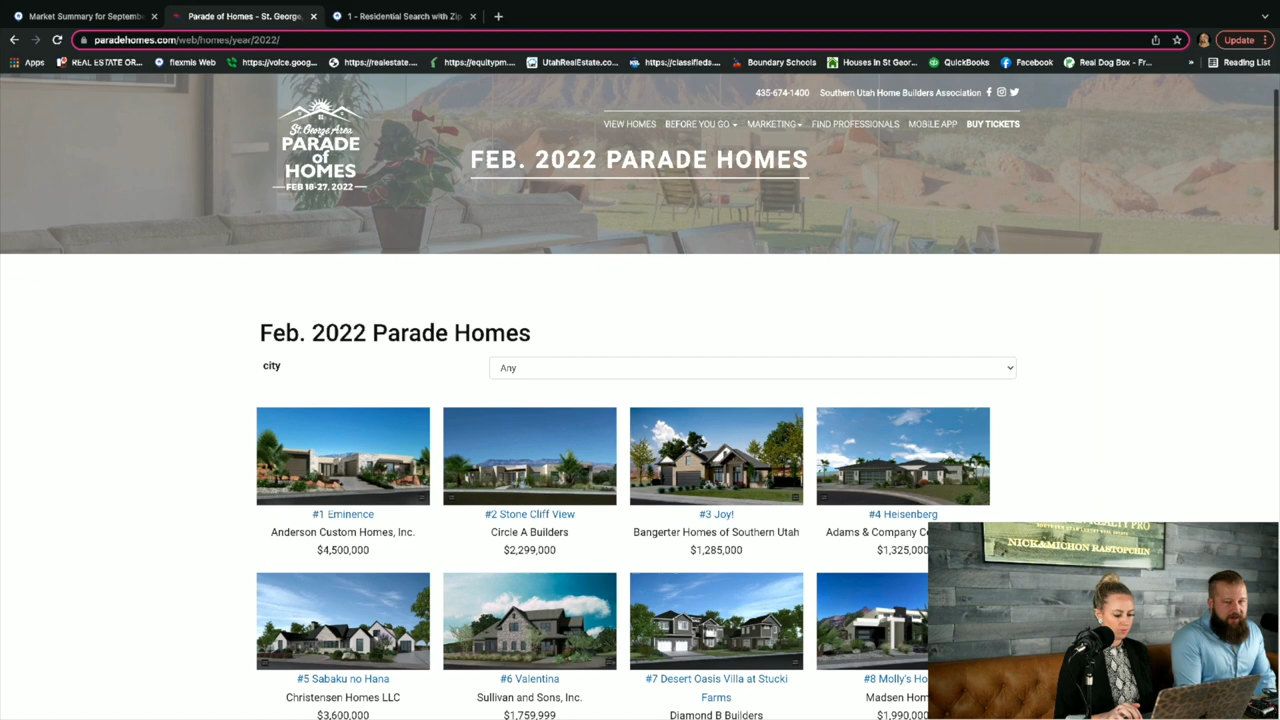 Market Summary for Septemb
Parade of Homes - St. George,
1 - Residential Search with Zip
paradehomes.com/web/homes/year/2022/
Update
Apps
REAL ESTATE OR...
flexmls Web
https://voice.goog...
https://realestate....
https://equitypm....
UtahRealEstate.co...
https://classifieds....
Boundary Schools
Houses In St Geor...
QuickBooks
Facebook
Real Dog Box - Fr...
»
Reading List
435-674-1400 Southern Utah Home Builders Association
VIEW HOMES BEFORE YOU GO MARKETING FIND PROFESSIONALS MOBILE APP BUY TICKETS
St. George Area
PARADE
of
HOMES
FEB 18-27, 2022
FEB. 2022 PARADE HOMES
Feb. 2022 Parade Homes
city
Any
#1 Eminence
Anderson Custom Homes, Inc.
$4,500,000
#2 Stone Cliff View
Circle A Builders
$2,299,000
#3 Joy!
Bangerter Homes of Southern Utah
$1,285,000
#4 Heisenberg
Adams & Company C
$1,325,000
#5 Sabaku no Hana
Christensen Homes LLC
$3,600,000
#6 Valentina
Sullivan and Sons, Inc.
$1,759,999
#7 Desert Oasis Villa at Stucki
Farms
Diamond B Builders
#8 Molly's Ho
Madsen Hom
$1,990,000
REALTY PRO
NICK&MICHON RASTOPCHIN